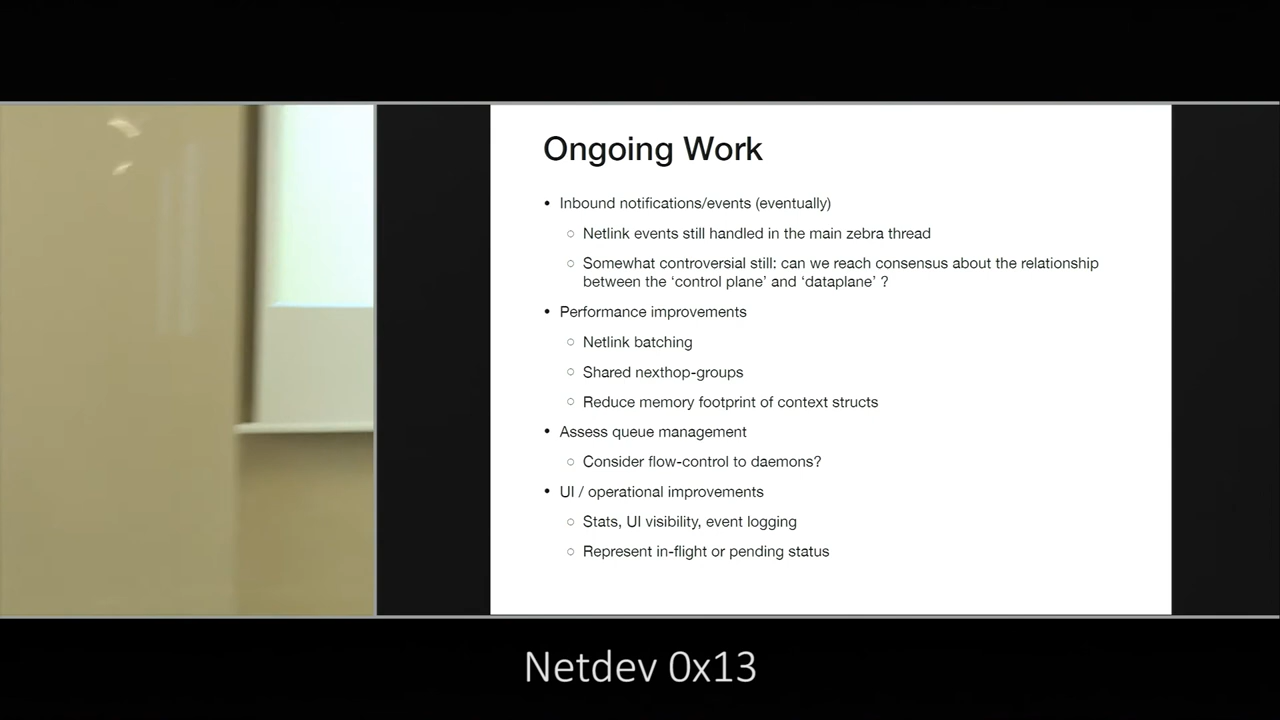 Ongoing Work
• Inbound notifications/events (eventually)
○ Netlink events still handled in the main zebra thread
○ Somewhat controversial still: can we reach consensus about the relationship
between the ‘control plane’ and ‘dataplane’ ?
• Performance improvements
○ Netlink batching
○ Shared nexthop-groups
○ Reduce memory footprint of context structs
• Assess queue management
○ Consider flow-control to daemons?
• UI / operational improvements
○ Stats, UI visibility, event logging
○ Represent in-flight or pending status
Netdev 0x13